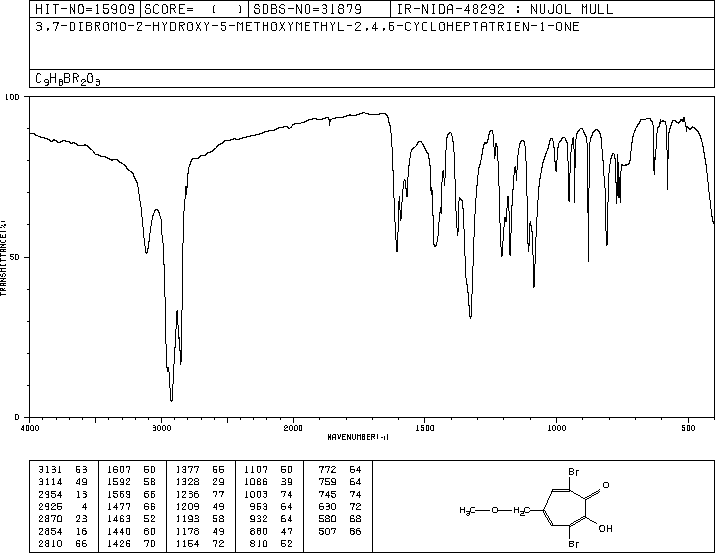 HIT-NO=15909 SCORE= ( ) SDBS-NO=31879 IR-NIDA-48292 : NUJOL MULL
3,7-DIBROMO-2-HYDROXY-5-METHOXYMETHYL-2,4,6-CYCLOHEPTATRIEN-1-ONE
C9H8BR2O3
100
50
0
TRANSMITTANCE(%)
4000 3000 2000 1500 1000 500
WAVENUMBER(-1)
3131 63 1607 50 1377 55 1107 50 772 64
3114 49 1592 58 1328 29 1086 39 759 64
2954 13 1569 66 1236 77 1003 74 745 74
2925 4 1477 66 1209 49 953 64 630 72
2870 23 1463 52 1193 58 932 64 580 68
2854 16 1440 60 1178 49 880 47 507 86
2810 66 1426 70 1154 72 810 52
Br
O
H3C O H2C
OH
Br